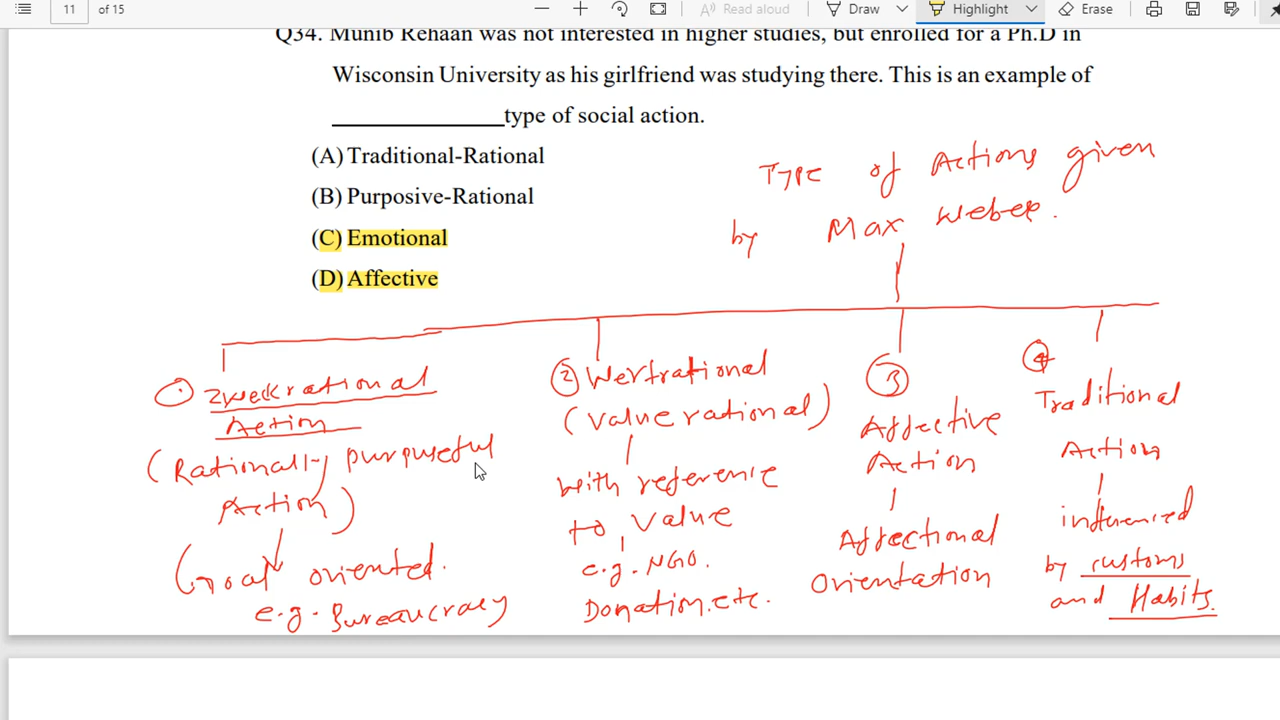 11 of 15
Read aloud
Draw
Highlight
Erase
Q34. Munib Rehaan was not interested in higher studies, but enrolled for a Ph.D in
Wisconsin University as his girlfriend was studying there. This is an example of
______________type of social action.
(A) Traditional-Rational
(B) Purposive-Rational
(C) Emotional
(D) Affective
Type of Actions given
by Max Weber.
① zweckrational
Action
(Rationally purpuseful
Action)
Goal oriented.
e.g. Bureaucracy
② Wertrational
(Value rational)
with reference
to value
e.g. NGO.
Donation. etc.
③
Affective
Action
Affectional
Orientation
④
Traditional
Action
influenced
by customs
and Habits.